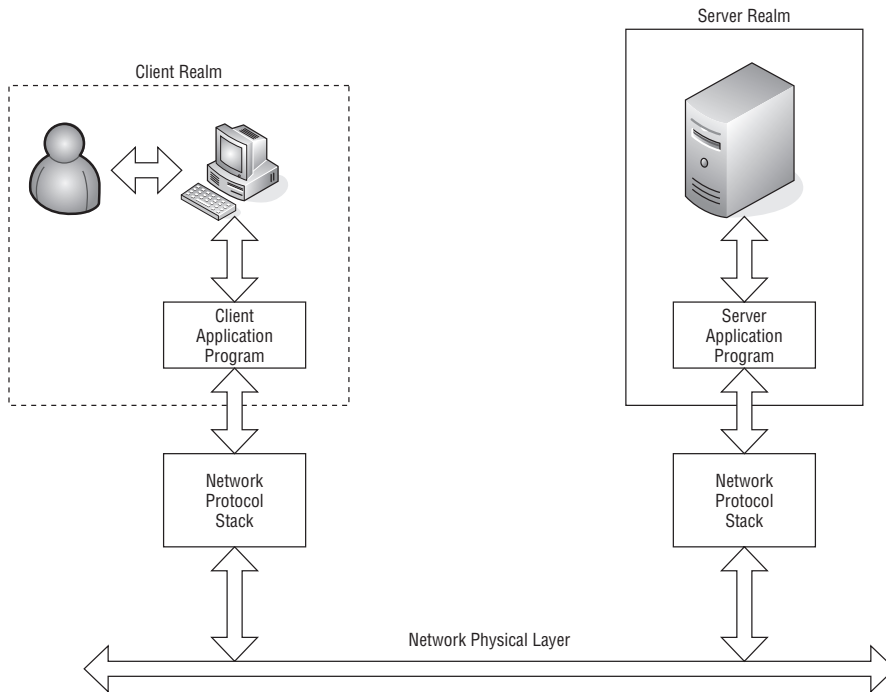 Server Realm
Client Realm
Client
Application
Program
Server
Application
Program
Network
Protocol
Stack
Network
Protocol
Stack
Network Physical Layer